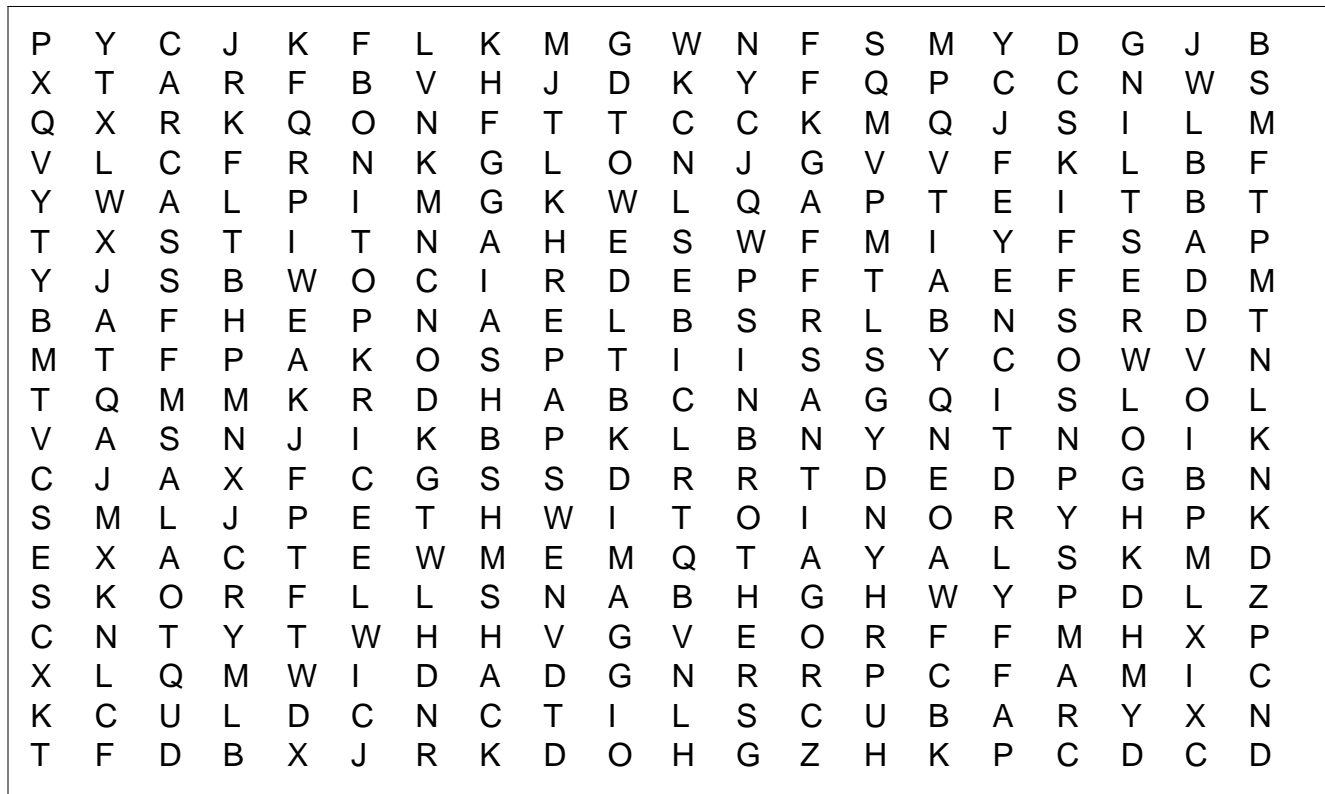 P Y C J K F L K M G W N F S M Y D G J B
X T A R F B V H J D K Y F Q P C C N W S
Q X R K Q O N F T T C C K M Q J S I L M
V L C F R N K G L O N J G V V F K L B F
Y W A L P I M G K W L Q A P T E I T B T
T X S T I T N A H E S W F M I Y F S A P
Y J S B W O C I R D E P F T A E F E D M
B A F H E P N A E L B S R L B N S R D T
M T F P A K O S P T I I S S Y C O W V N
T Q M M K R D H A B C N A G Q I S L O L
V A S N J I K B P K L B N Y N T N O I K
C J A X F C G S S D R R T D E D P G B N
S M L J P E T H W I T O I N O R Y H P K
E X A C T E W M E M Q T A Y A L S K M D
S K O R F L L S N A B H G H W Y P D L Z
C N T Y T W H H V G V E O R F F M H X P
X L Q M W I D A D G N R R P C F A M I C
K C U L D C N C T I L S C U B A R Y X N
T F D B X J R K D O H G Z H K P C D C D